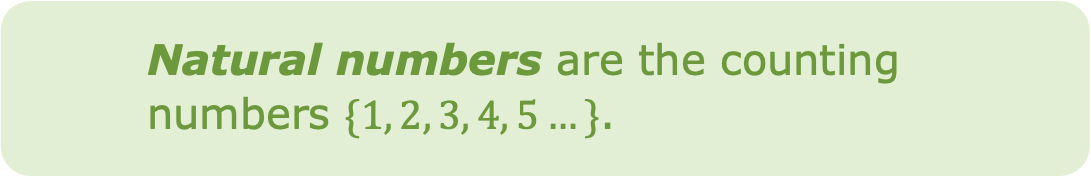 Natural numbers are the counting
numbers {1, 2, 3, 4, 5 ... }.